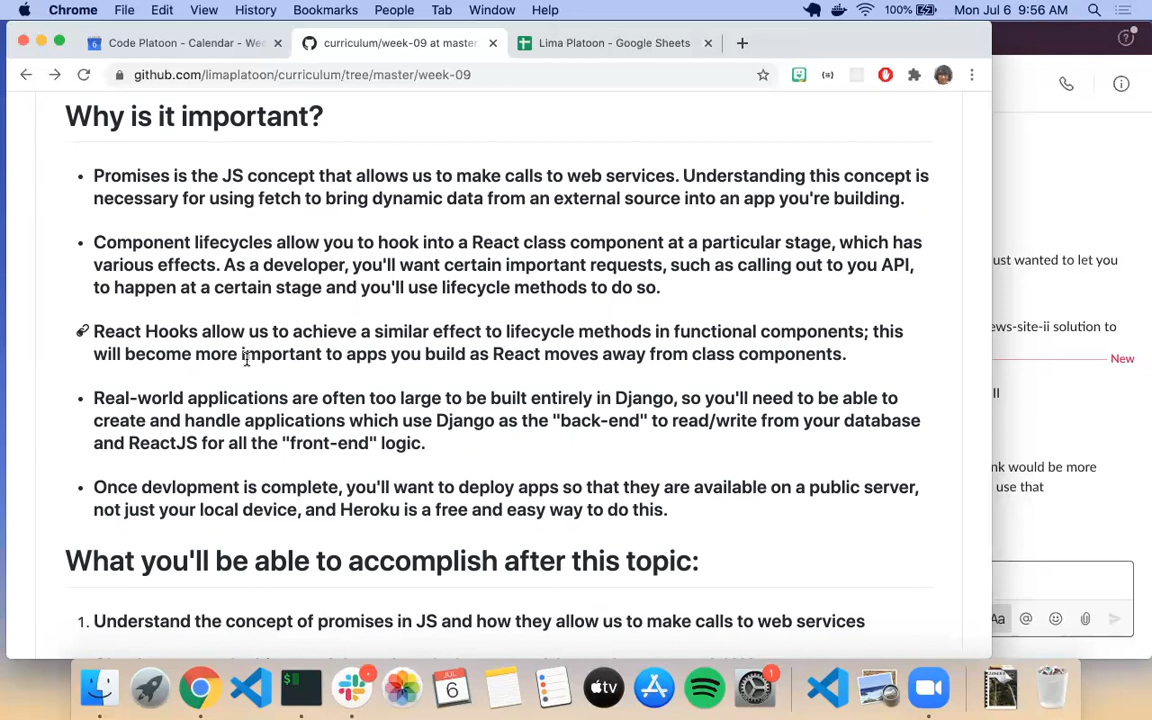 Chrome File Edit View History Bookmarks People Tab Window Help 100% Mon Jul 6 9:56 AM
Code Platoon - Calendar - Wee
curriculum/week-09 at master
Lima Platoon - Google Sheets
github.com/limaplatoon/curriculum/tree/master/week-09
Why is it important?
• Promises is the JS concept that allows us to make calls to web services. Understanding this concept is
necessary for using fetch to bring dynamic data from an external source into an app you're building.
• Component lifecycles allow you to hook into a React class component at a particular stage, which has
various effects. As a developer, you'll want certain important requests, such as calling out to you API,
to happen at a certain stage and you'll use lifecycle methods to do so.
React Hooks allow us to achieve a similar effect to lifecycle methods in functional components; this
will become more important to apps you build as React moves away from class components.
• Real-world applications are often too large to be built entirely in Django, so you'll need to be able to
create and handle applications which use Django as the "back-end" to read/write from your database
and ReactJS for all the "front-end" logic.
• Once devlopment is complete, you'll want to deploy apps so that they are available on a public server,
not just your local device, and Heroku is a free and easy way to do this.
What you'll be able to accomplish after this topic:
1. Understand the concept of promises in JS and how they allow us to make calls to web services
ust wanted to let you
ews-site-ii solution to
New
ll
nk would be more
use that
Aa
JUL
6
tv
1
$